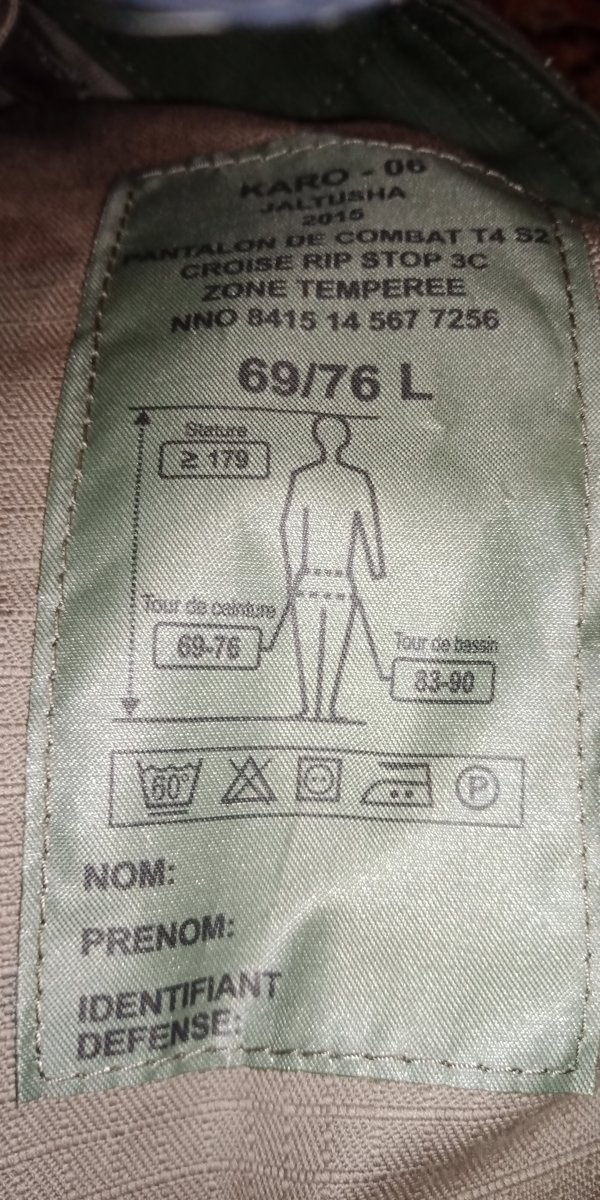 KARO - 06
JALTUSHA
2015
PANTALON DE COMBAT T4 S2
CROISE RIP STOP 3C
ZONE TEMPEREE
NNO 8415 14 567 7256
69/76 L
Stature
≥ 179
Tour de ceinture
69-76
Tour de bassin
83-90
60°
P
NOM:
PRENOM:
IDENTIFIANT
DEFENSE: